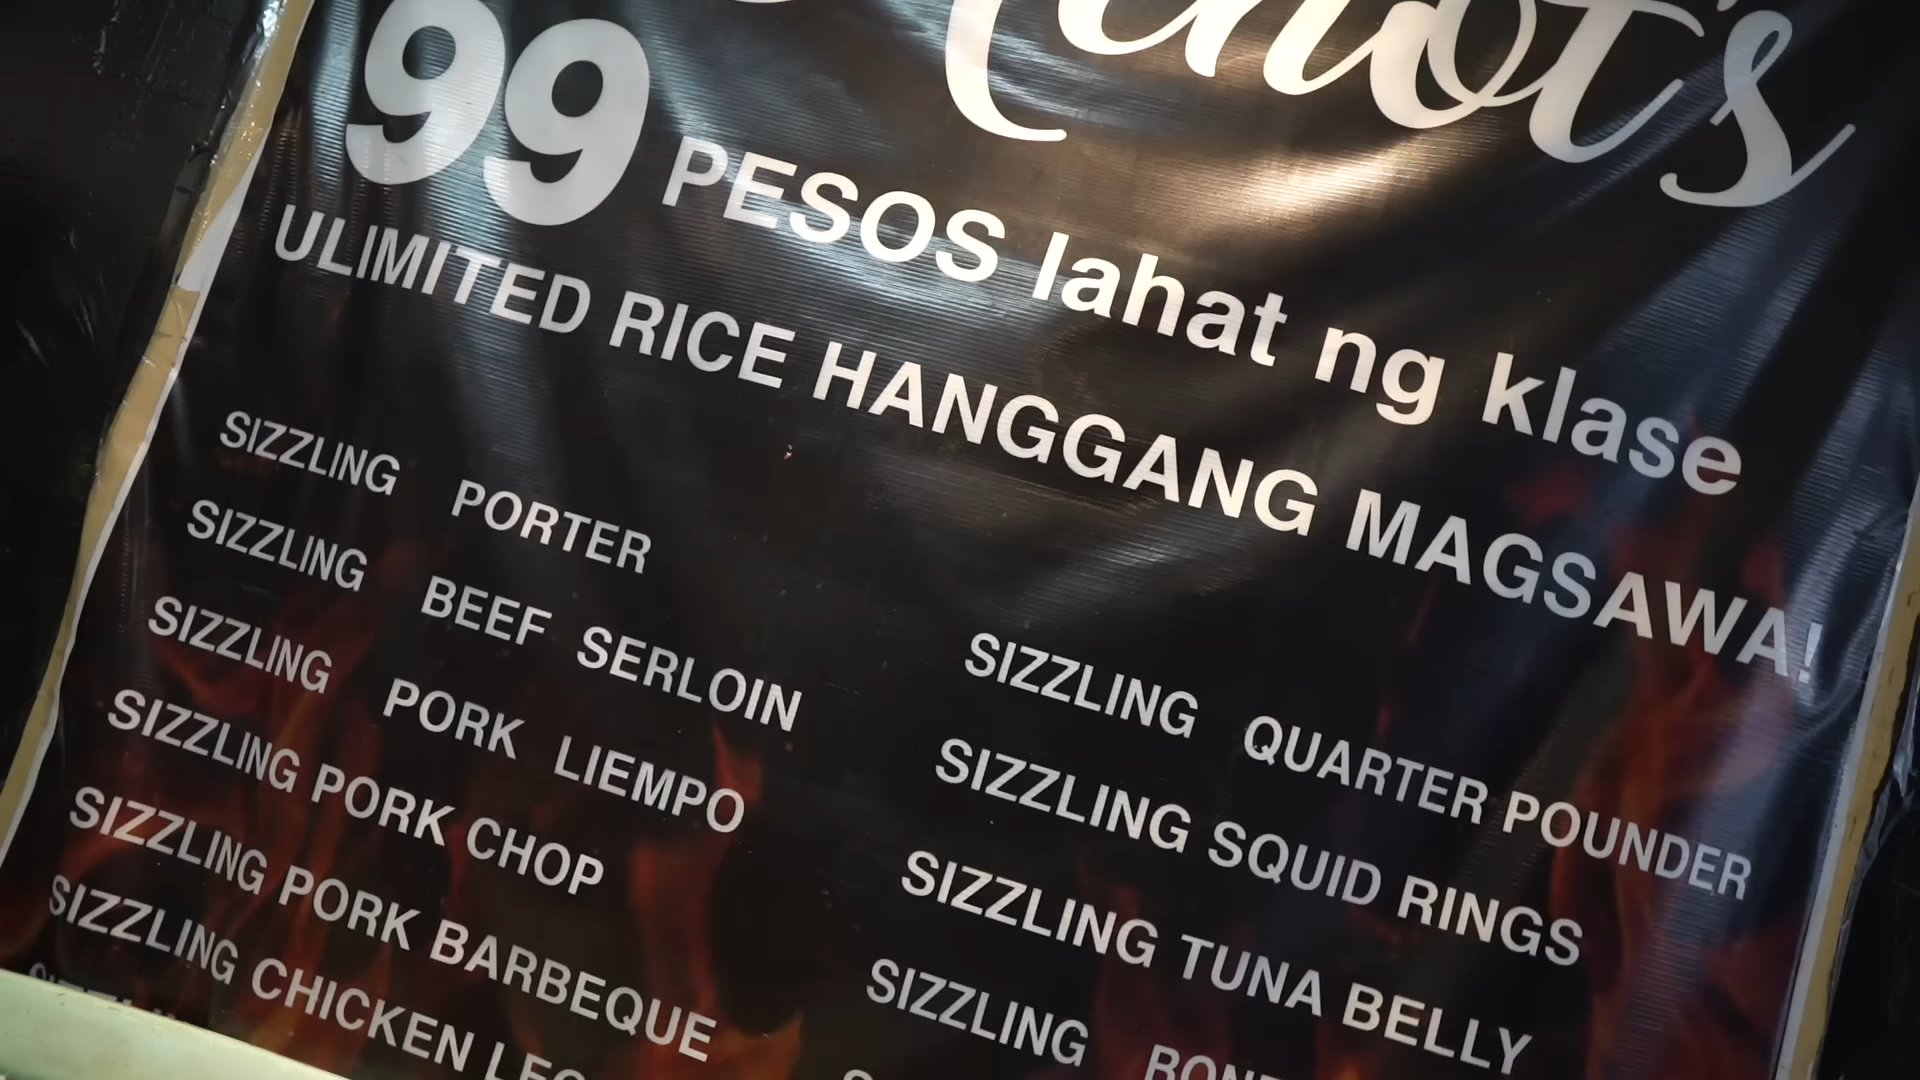 99 PESOS lahat ng klase
ULIMITED RICE HANGGANG MAGSAWA!
SIZZLING PORTER
SIZZLING BEEF SERLOIN
SIZZLING PORK LIEMPO
SIZZLING PORK CHOP
SIZZLING PORK BARBEQUE
SIZZLING CHICKEN
SIZZLING QUARTER POUNDER
SIZZLING SQUID RINGS
SIZZLING TUNA BELLY
SIZZLING